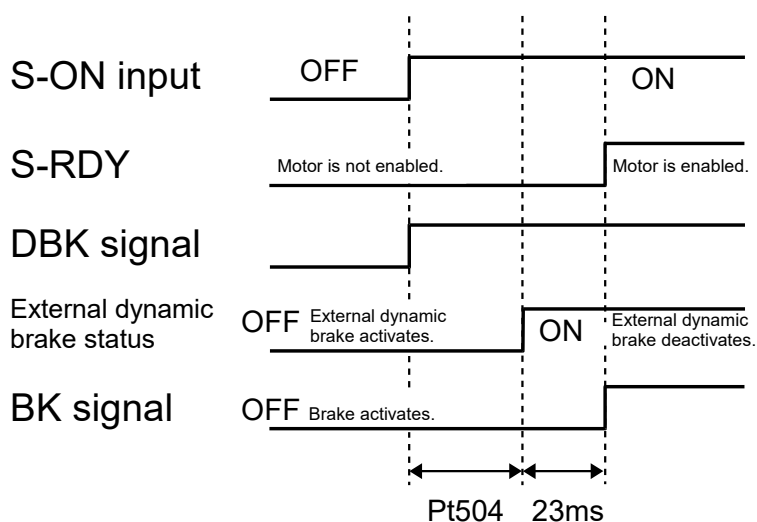 S-ON input
OFF
ON
S-RDY
Motor is not enabled.
Motor is enabled.
DBK signal
External dynamic
brake status
OFF
External dynamic
brake activates.
ON
External dynamic
brake deactivates.
BK signal
OFF
Brake activates.
Pt504
23ms